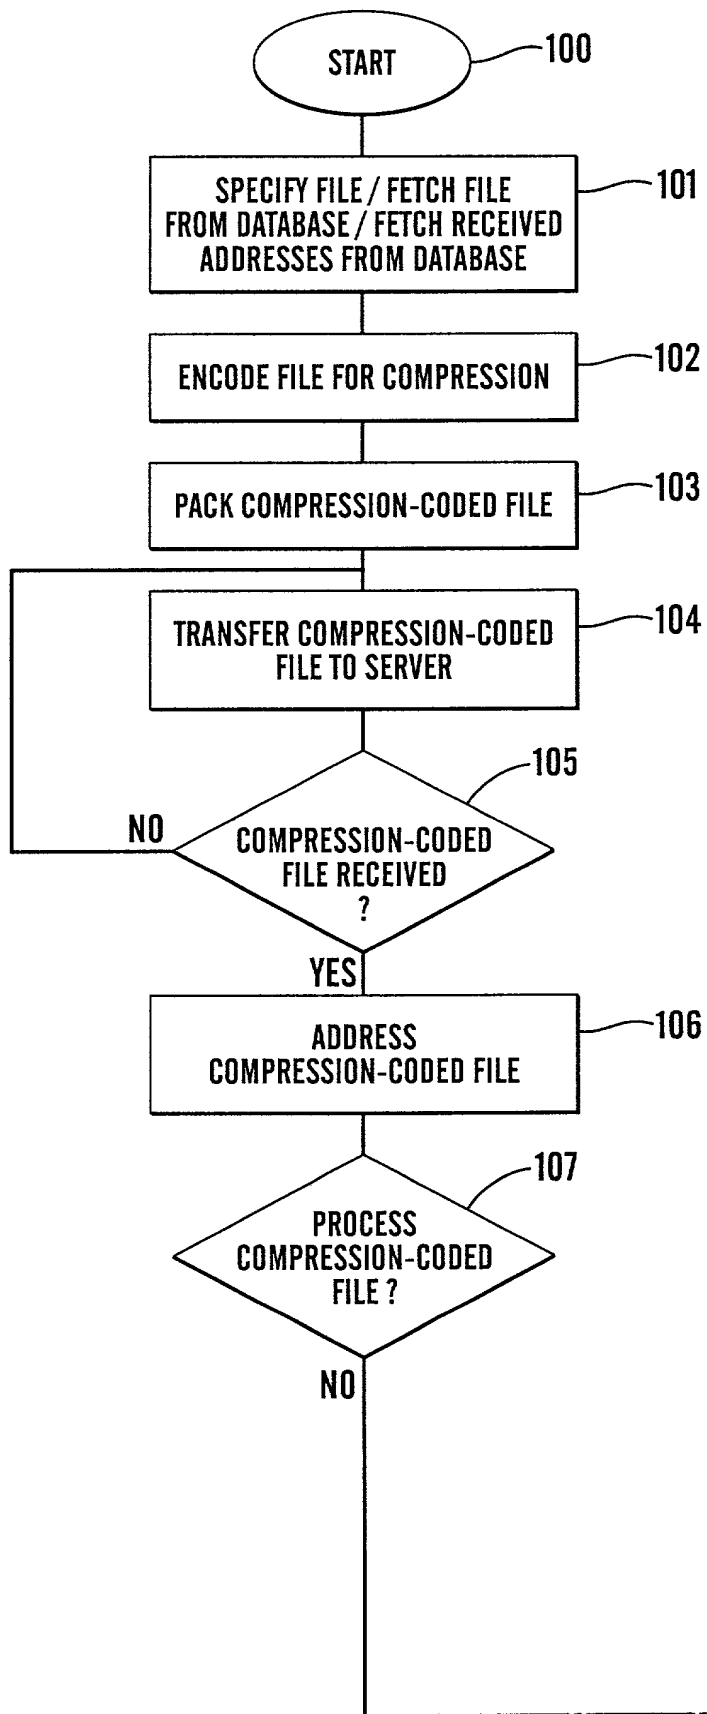 START
100
SPECIFY FILE / FETCH FILE
FROM DATABASE / FETCH RECEIVED
ADDRESSES FROM DATABASE
101
ENCODE FILE FOR COMPRESSION
102
PACK COMPRESSION-CODED FILE
103
TRANSFER COMPRESSION-CODED
FILE TO SERVER
104
COMPRESSION-CODED
FILE RECEIVED
?
105
NO
YES
ADDRESS
COMPRESSION-CODED FILE
106
PROCESS
COMPRESSION-CODED
FILE ?
107
NO